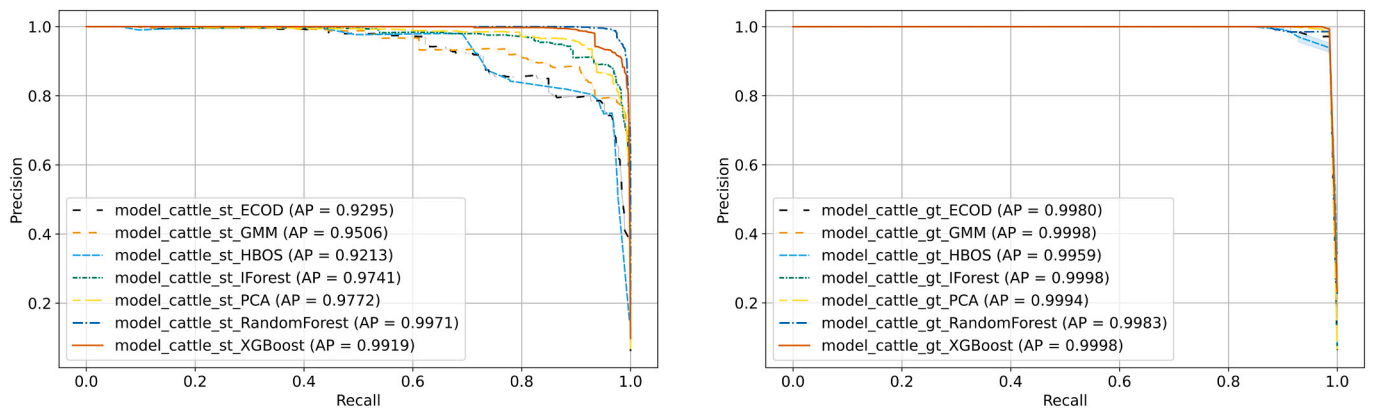 1.0
0.8
0.6
0.4
0.2
Precision
model_cattle_st_ECOD (AP = 0.9295)
model_cattle_st_GMM (AP = 0.9506)
model_cattle_st_HBOS (AP = 0.9213)
model_cattle_st_IForest (AP = 0.9741)
model_cattle_st_PCA (AP = 0.9772)
model_cattle_st_RandomForest (AP = 0.9971)
model_cattle_st_XGBoost (AP = 0.9919)
0.0 0.2 0.4 0.6 0.8 1.0
Recall
1.0
0.8
0.6
0.4
0.2
Precision
model_cattle_gt_ECOD (AP = 0.9980)
model_cattle_gt_GMM (AP = 0.9998)
model_cattle_gt_HBOS (AP = 0.9959)
model_cattle_gt_IForest (AP = 0.9998)
model_cattle_gt_PCA (AP = 0.9994)
model_cattle_gt_RandomForest (AP = 0.9983)
model_cattle_gt_XGBoost (AP = 0.9998)
0.0 0.2 0.4 0.6 0.8 1.0
Recall